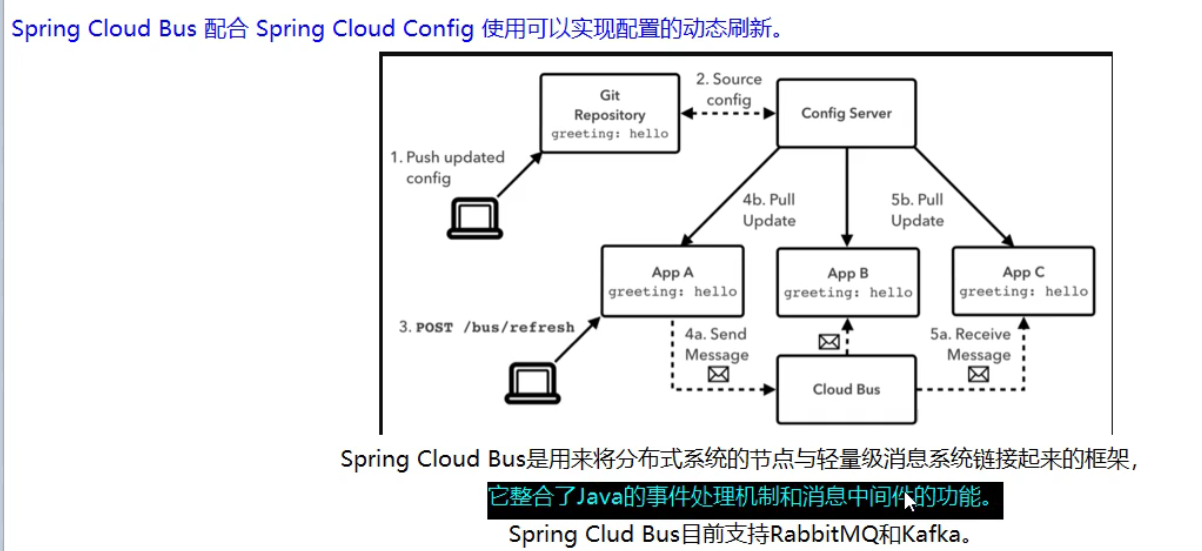 Spring Cloud Bus 配合 Spring Cloud Config 使用可以实现配置的动态刷新。
Git
Repository
greeting: hello
2. Source
config
Config Server
1. Push updated
config
4b. Pull
Update
5b. Pull
Update
App A
greeting: hello
App B
greeting: hello
App C
greeting: hello
3. POST /bus/refresh
4a. Send
Message
5a. Receive
Message
Cloud Bus
Spring Cloud Bus是用来将分布式系统的节点与轻量级消息系统链接起来的框架，
它整合了Java的事件处理机制和消息中间件的功能。
Spring Clud Bus目前支持RabbitMQ和Kafka。